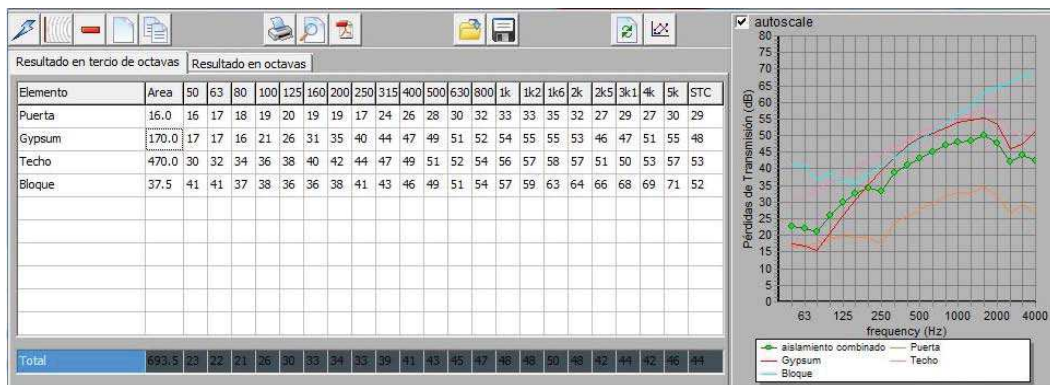 Resultado en tercio de octavas Resultado en octavas
Elemento Area 50 63 80 100 125 160 200 250 315 400 500 630 800 1k 1k2 1k6 2k 2k5 3k1 4k 5k STC
Puerta 16.0 16 17 18 19 20 19 19 17 24 26 28 30 32 33 33 35 32 27 29 27 30 29
Gypsum 170.0 17 17 16 21 26 31 35 40 44 47 49 51 52 54 55 55 53 46 47 51 55 48
Techo 470.0 30 32 34 36 38 40 42 44 47 49 51 52 54 56 57 58 57 51 50 53 57 53
Bloque 37.5 41 41 37 38 36 36 38 41 43 46 49 51 54 57 59 63 64 66 68 69 71 52
Total 693.5 23 22 21 26 30 33 34 33 39 41 43 45 47 48 48 50 48 42 44 42 46 44
autoscale
Pérdidas de Transmisión (dB)
80
75
70
65
60
55
50
45
40
35
30
25
20
15
10
5
0
63 125 250 500 1000 2000 4000
frequency (Hz)
aislamiento combinado Puerta
Gypsum Techo
Bloque